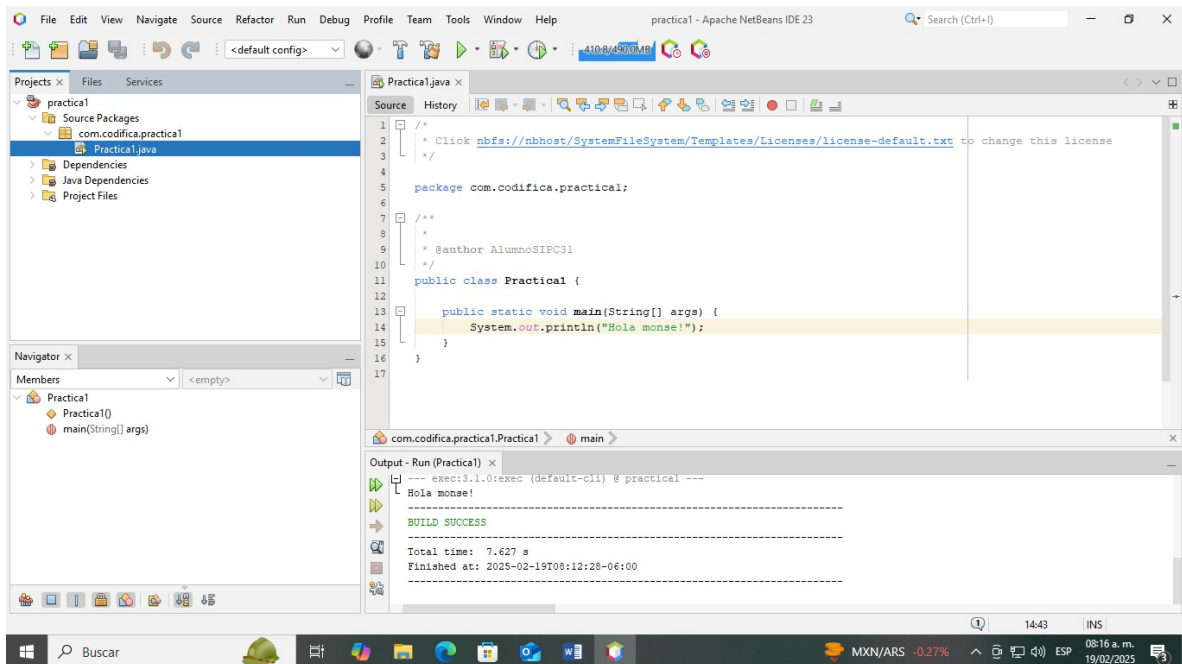 File Edit View Navigate Source Refactor Run Debug Profile Team Tools Window Help practica1 - Apache NetBeans IDE 23 Search (Ctrl+I)
<default config> 410.8/490.0MB
Projects Files Services
practica1
Source Packages
com.codifica.practica1
Practica1.java
Dependencies
Java Dependencies
Project Files
Practica1.java
Source History
1 /*
2 * Click nbfs://nbhost/SystemFileSystem/Templates/Licenses/license-default.txt to change this license
3 */
4
5 package com.codifica.practica1;
6
7 /**
8 *
9 * @author AlumnoSIPC31
10 */
11 public class Practica1 {
12
13 public static void main(String[] args) {
14 System.out.println("Hola monse!");
15 }
16 }
17
Navigator
Members <empty>
Practica1
Practica1()
main(String[] args)
com.codifica.practica1.Practica1 main
Output - Run (Practica1)
--- exec:3.1.0:exec (default-cli) @ practica1 ---
Hola monse!
------------------------------------------------------------------------
BUILD SUCCESS
------------------------------------------------------------------------
Total time: 7.627 s
Finished at: 2025-02-19T08:12:28-06:00
------------------------------------------------------------------------
1 14:43 INS
Buscar MXN/ARS -0.27% ESP 08:16 a. m.
19/02/2025 3